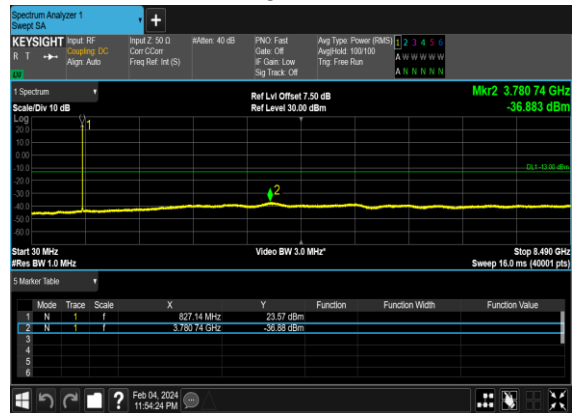 Spectrum Analyzer 1
Swept SA
KEYSIGHT Input: RF Input Z: 50 Ω #Atten: 40 dB PNO: Fast Avg Type: Power (RMS) 1 2 3 4 5 6
R T Coupling: DC Corr CCorr Gate: Off Avg|Hold: 100/100 A W W W W W
Align: Auto Freq Ref: Int (S) IF Gain: Low Trig: Free Run
Sig Track: Off A N N N N N
1 Spectrum Ref Lvl Offset 7.50 dB Mkr2 3.780 74 GHz
Scale/Div 10 dB Ref Level 30.00 dBm -36.883 dBm
Log
20.0 1
10.0
0.00
-10.0 DL1 -13.00 dBm
-20.0
-30.0 2
-40.0
-50.0
-60.0
Start 30 MHz Video BW 3.0 MHz* Stop 8.490 GHz
#Res BW 1.0 MHz Sweep 16.0 ms (40001 pts)
5 Marker Table
Mode Trace Scale X Y Function Function Width Function Value
1 N 1 f 827.14 MHz 23.57 dBm
2 N 1 f 3.780 74 GHz -36.88 dBm
3
4
5
6
? Feb 04, 2024
11:54:24 PM